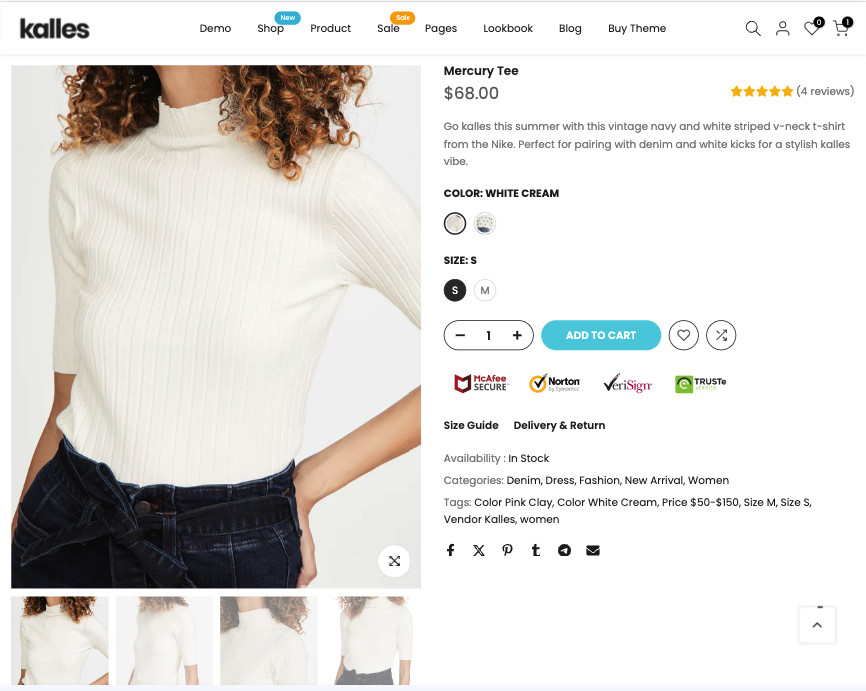 kalles
Demo
Shop
New
Product
Sale
Sale
Pages
Lookbook
Blog
Buy Theme
0
1
Mercury Tee
$68.00
(4 reviews)
Go kalles this summer with this vintage navy and white striped v-neck t-shirt
from the Nike. Perfect for pairing with denim and white kicks for a stylish kalles
vibe.
COLOR: WHITE CREAM
SIZE: S
S
M
− 1 +
ADD TO CART
McAfee
SECURE
Norton
by Symantec
VeriSign
TRUSTe
Size Guide
Delivery & Return
Availability : In Stock
Categories: Denim, Dress, Fashion, New Arrival, Women
Tags: Color Pink Clay, Color White Cream, Price $50-$150, Size M, Size S,
Vendor Kalles, women